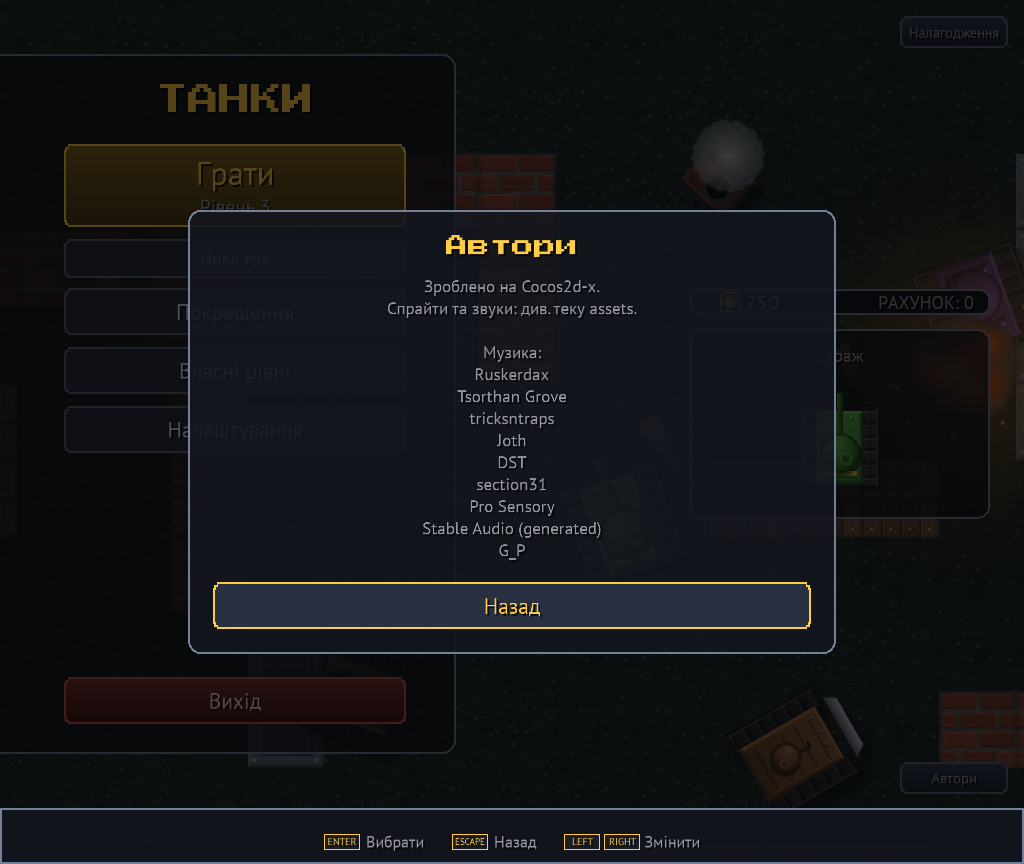 Налагодження
ТАНКИ
Грати
Рівень 3
Нова гра
Покращення
Власні рівні
Налаштування
Вихід
750
РАХУНОК: 0
Гараж
Автори
Зроблено на Cocos2d-x.
Спрайти та звуки: див. теку assets.
Музика:
Ruskerdax
Tsorthan Grove
tricksntraps
Joth
DST
section31
Pro Sensory
Stable Audio (generated)
G_P
Назад
Автори
ENTER Вибрати ESCAPE Назад LEFT RIGHT Змінити